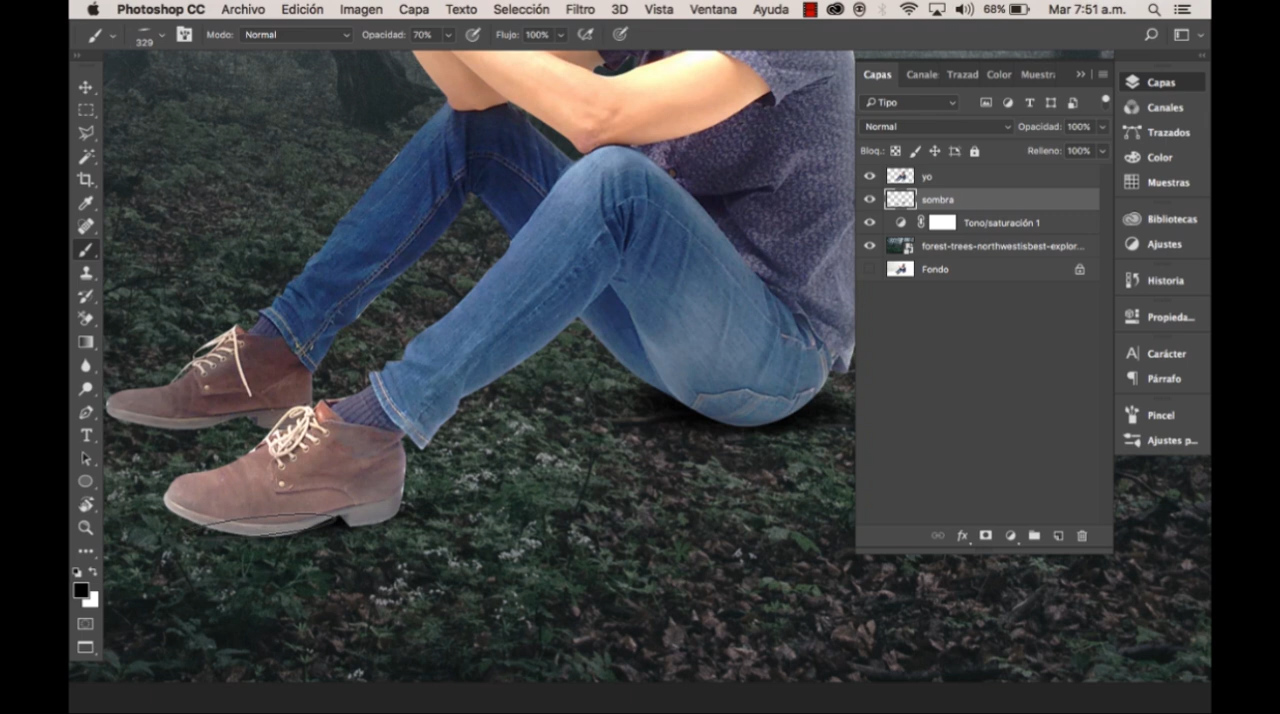 Photoshop CC Archivo Edición Imagen Capa Texto Selección Filtro 3D Vista Ventana Ayuda 68% Mar 7:51 a.m.
329 Modo: Normal Opacidad: 70% Flujo: 100%
Capas Canale Trazad Color Muestr
Tipo
Normal Opacidad: 100%
Bloq.: Relleno: 100%
yo
sombra
Tono/saturación 1
forest-trees-northwestisbest-explor...
Fondo
fx
Capas
Canales
Trazados
Color
Muestras
Bibliotecas
Ajustes
Historia
Propieda...
Carácter
Párrafo
Pincel
Ajustes p...